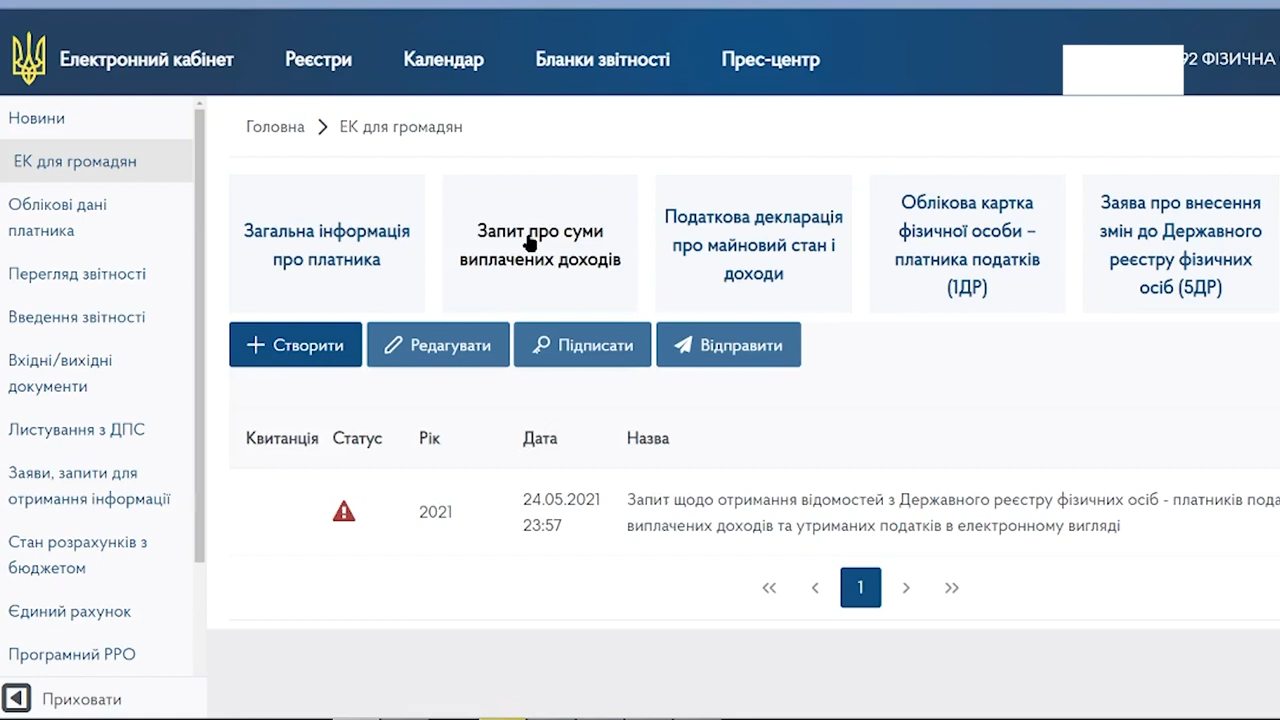 Електронний кабінет
Реєстри
Календар
Бланки звітності
Прес-центр
92 ФІЗИЧНА
Новини
ЕК для громадян
Облікові дані
платника
Перегляд звітності
Введення звітності
Вхідні/вихідні
документи
Листування з ДПС
Заяви, запити для
отримання інформації
Стан розрахунків з
бюджетом
Єдиний рахунок
Програмний РРО
Приховати
Головна
ЕК для громадян
Загальна інформація
про платника
Запит про суми
виплачених доходів
Податкова декларація
про майновий стан і
доходи
Облікова картка
фізичної особи –
платника податків
(1ДР)
Заява про внесення
змін до Державного
реєстру фізичних
осіб (5ДР)
Створити
Редагувати
Підписати
Відправити
Квитанція Статус Рік Дата Назва
2021
24.05.2021
23:57
Запит щодо отримання відомостей з Державного реєстру фізичних осіб - платників пода
виплачених доходів та утриманих податків в електронному вигляді
« ‹ 1 › »